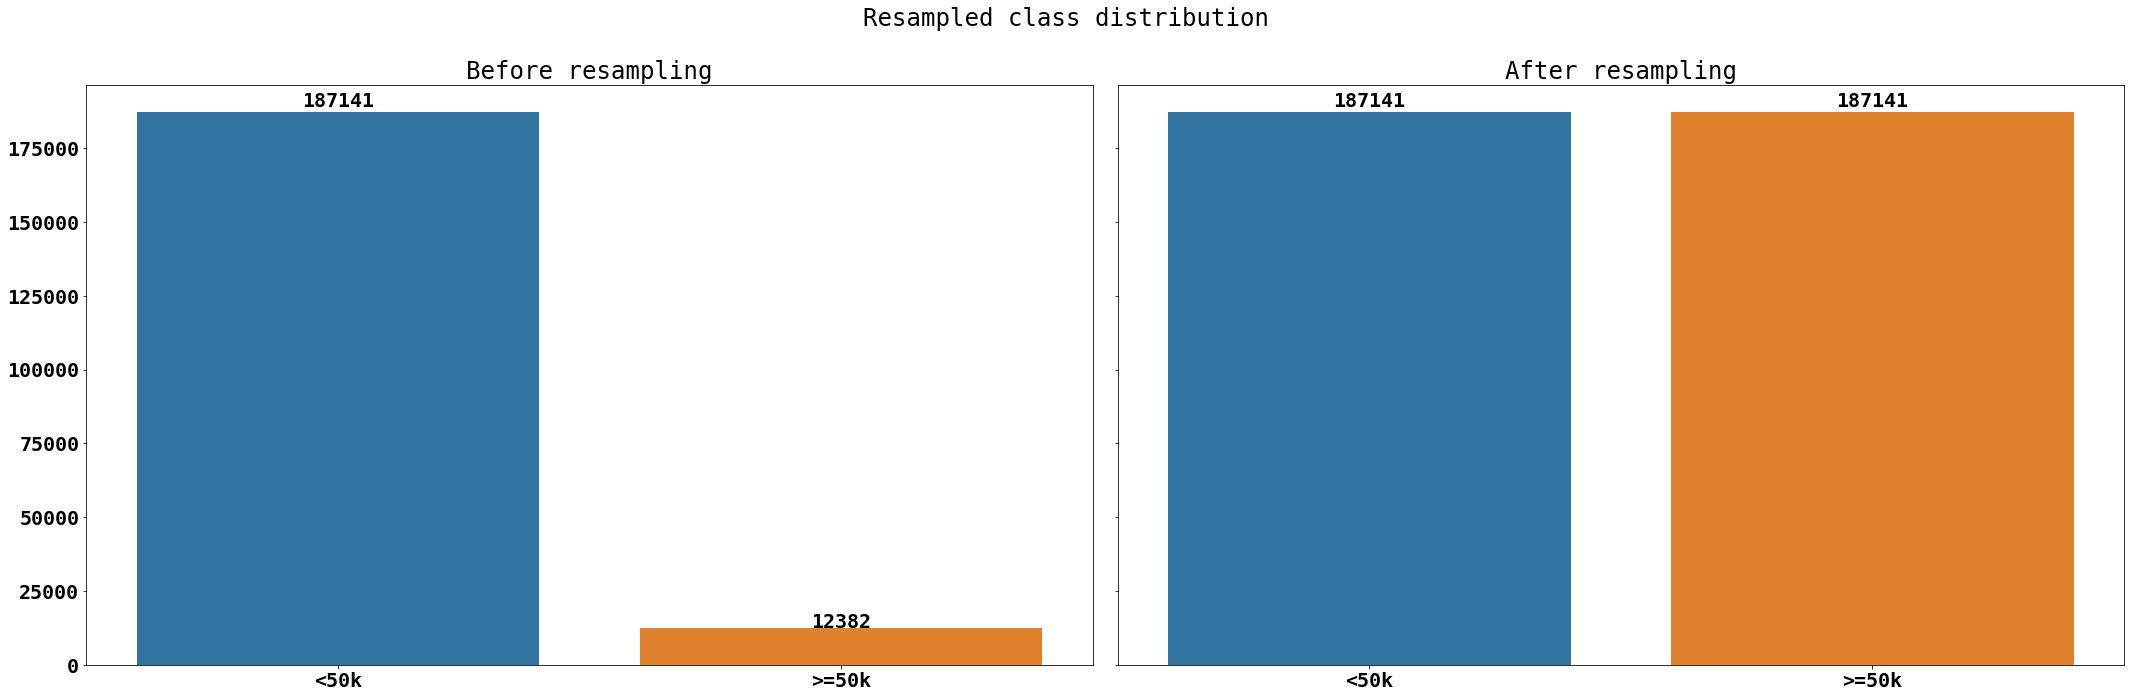 Resampled class distribution
Before resampling
187141
12382
175000
150000
125000
100000
75000
50000
25000
0
<50k
>=50k
After resampling
187141
187141
<50k
>=50k